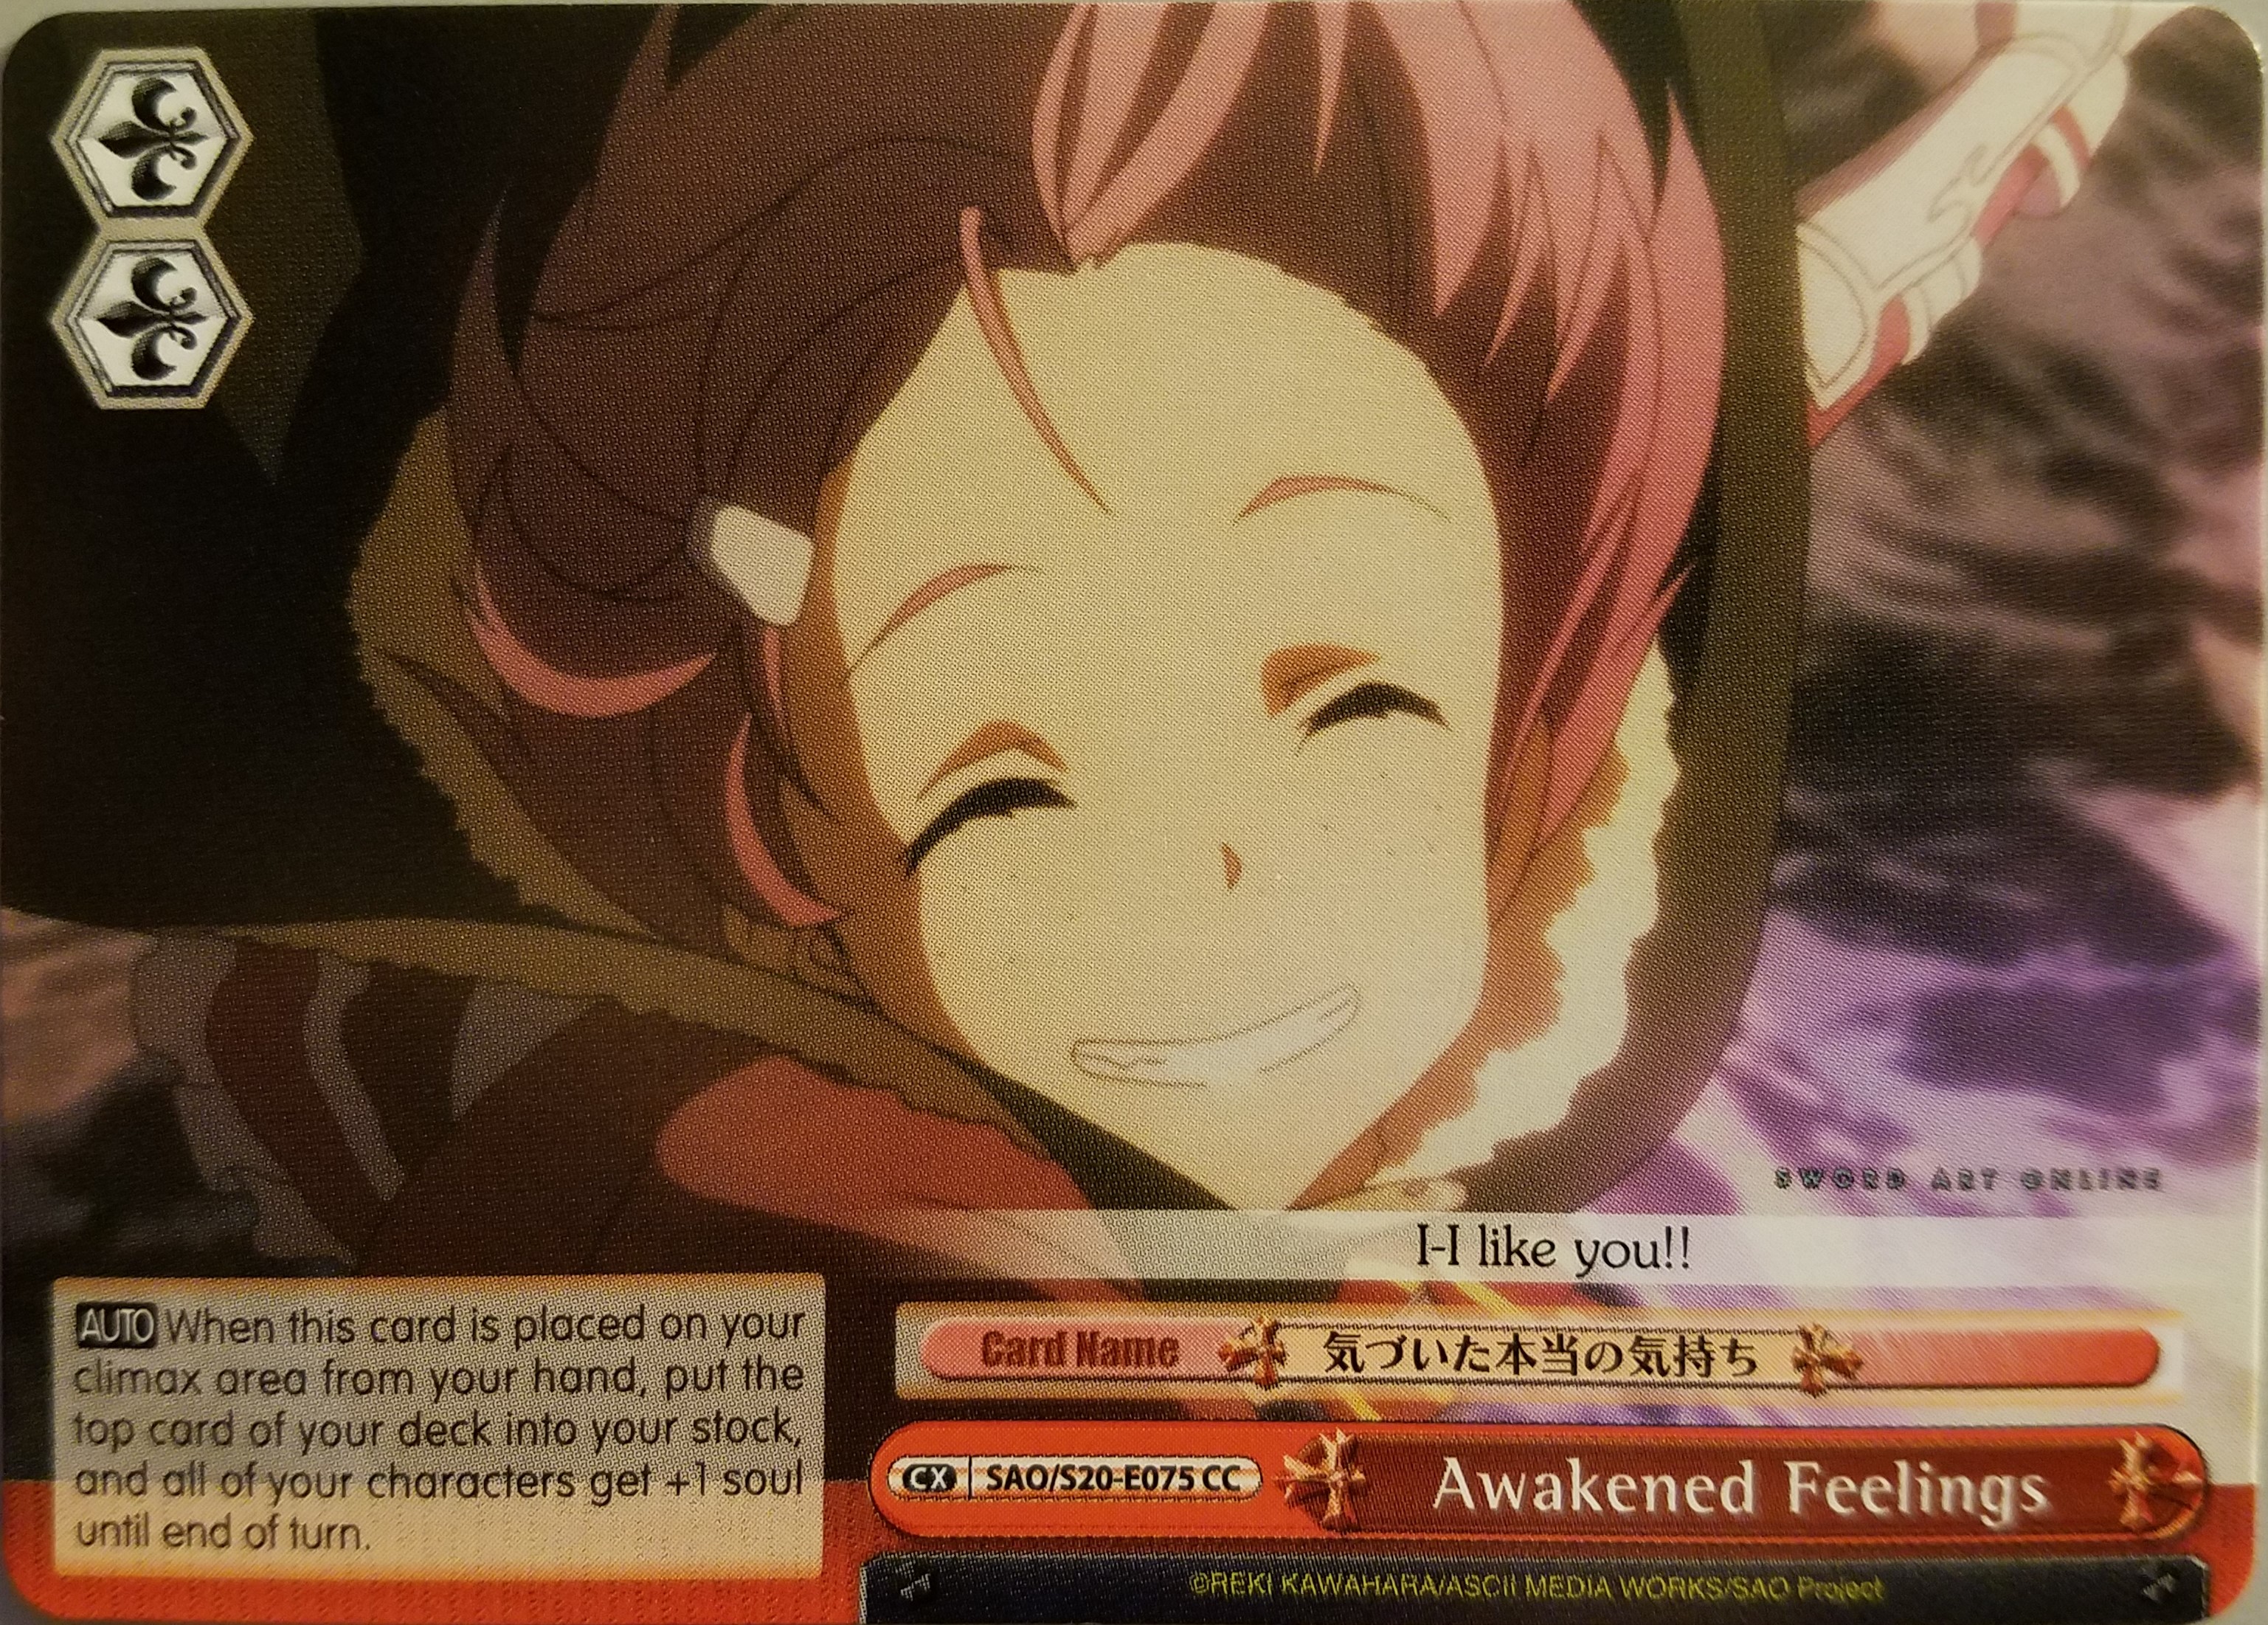 SWORD ART ONLINE
I-I like you!!
AUTO When this card is placed on your
climax area from your hand, put the
top card of your deck into your stock,
and all of your characters get +1 soul
until end of turn.
Card Name 気づいた本当の気持ち
CX SAO/S20-E075 CC Awakened Feelings
©REKI KAWAHARA/ASCII MEDIA WORKS/SAO Project